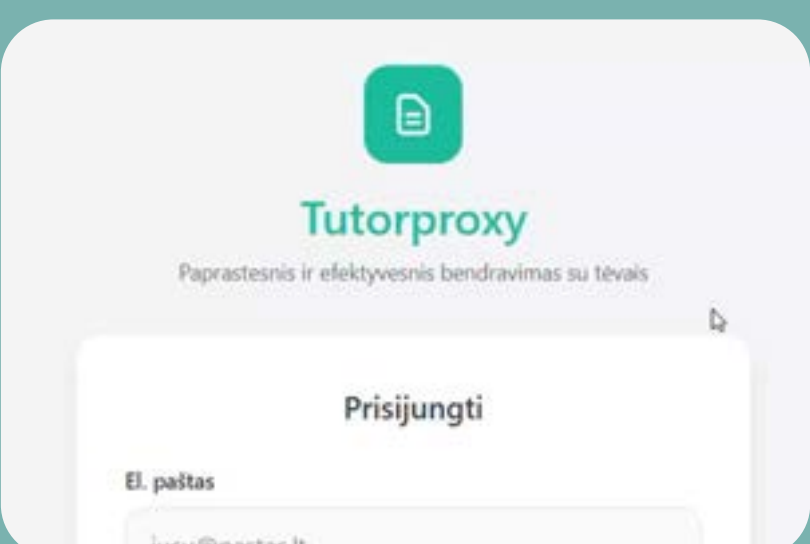 Tutorproxy
Paprastesnis ir efektyvesnis bendravimas su tėvais
Prisijungti
El. paštas